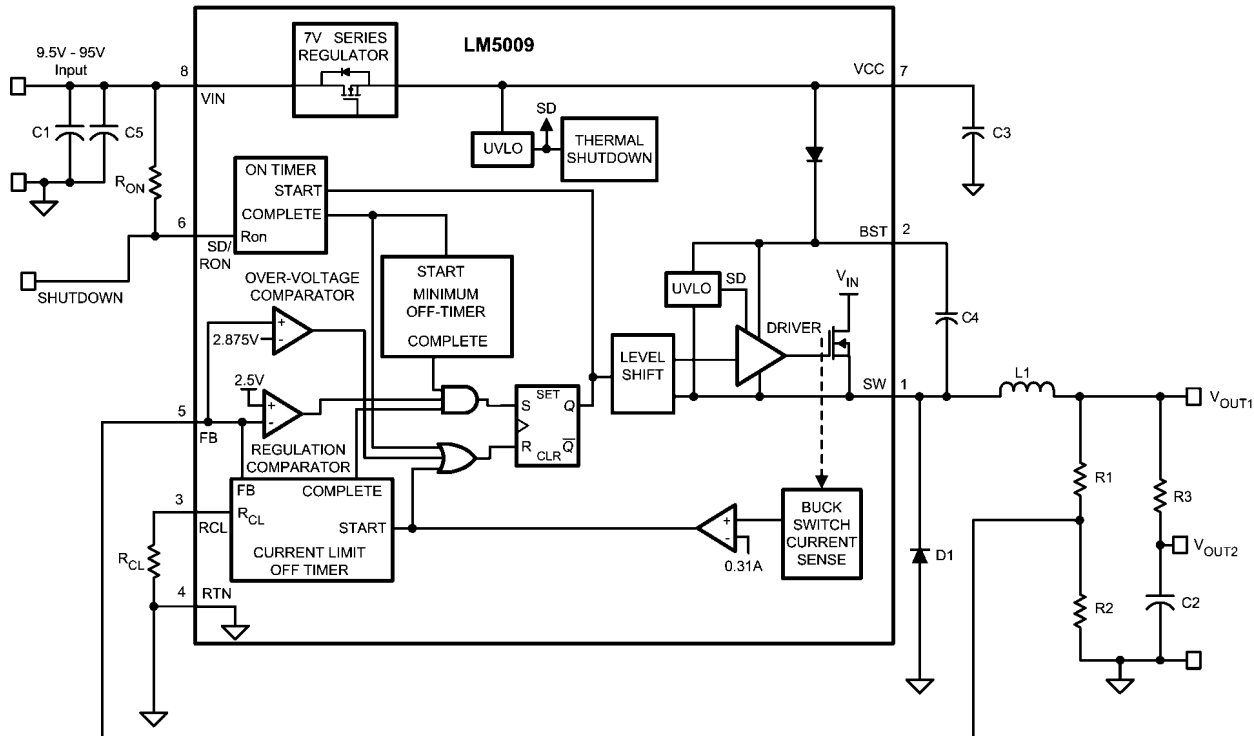 7V SERIES
REGULATOR
LM5009
9.5V - 95V
Input
8
VIN
VCC
7
C1
C5
C3
SD
UVLO
THERMAL
SHUTDOWN
RON
ON TIMER
START
COMPLETE
Ron
6
SD/
RON
SHUTDOWN
BST
2
START
MINIMUM
OFF-TIMER
COMPLETE
OVER-VOLTAGE
COMPARATOR
+
-
2.875V
UVLO
SD
VIN
DRIVER
LEVEL
SHIFT
C4
SW
1
L1
VOUT1
2.5V
+
-
5
FB
REGULATION
COMPARATOR
SET
S
Q
R
Q
CLR
R1
R3
VOUT2
3
RCL
FB
COMPLETE
RCL
START
CURRENT LIMIT
OFF TIMER
+
-
0.31A
BUCK
SWITCH
CURRENT
SENSE
D1
RCL
R2
C2
4
RTN